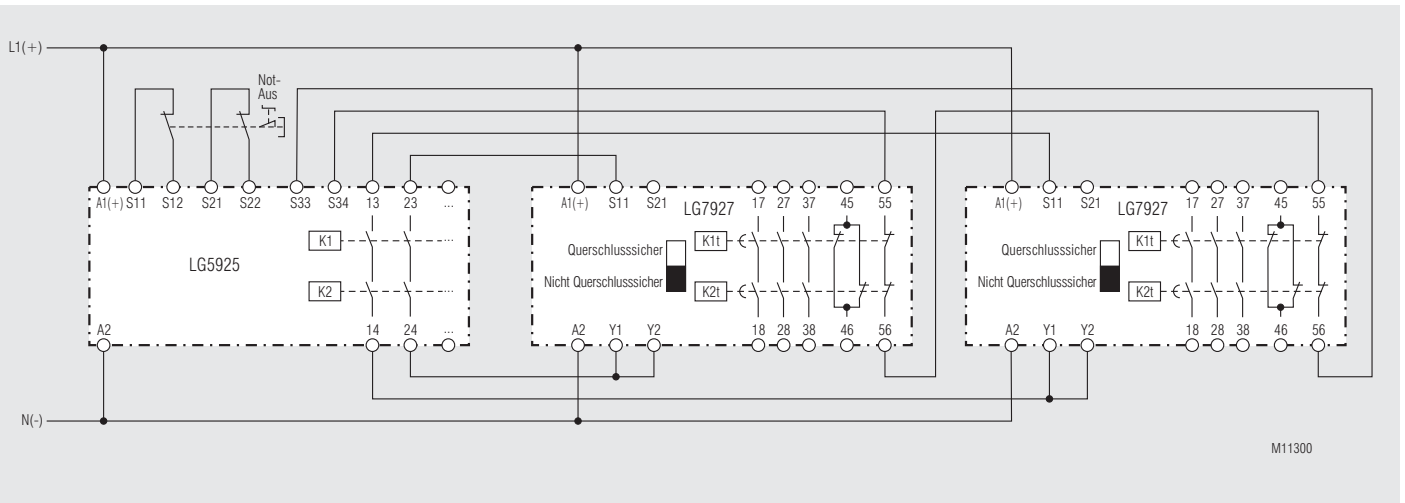 L1(+)
Not-
Aus
A1(+) S11 S12 S21 S22 S33 S34 13 23 ...
K1 ...
LG5925
K2 ...
A2 14 24 ...
A1(+) S11 S21 17 27 37 45 55
LG7927
K1t
Querschlusssicher
Nicht Querschlusssicher
K2t
A2 Y1 Y2 18 28 38 46 56
A1(+) S11 S21 17 27 37 45 55
LG7927
K1t
Querschlusssicher
Nicht Querschlusssicher
K2t
A2 Y1 Y2 18 28 38 46 56
N(-)
M11300